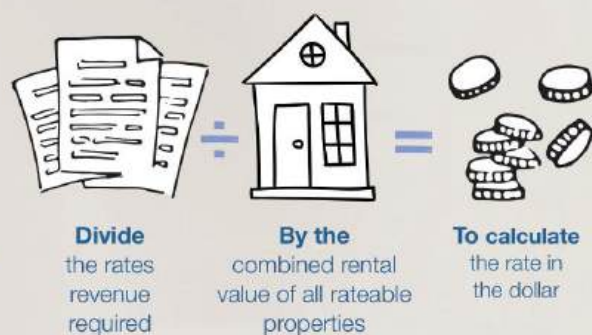 ÷
=
Divide
the rates
revenue
required
By the
combined rental
value of all rateable
properties
To calculate
the rate in
the dollar